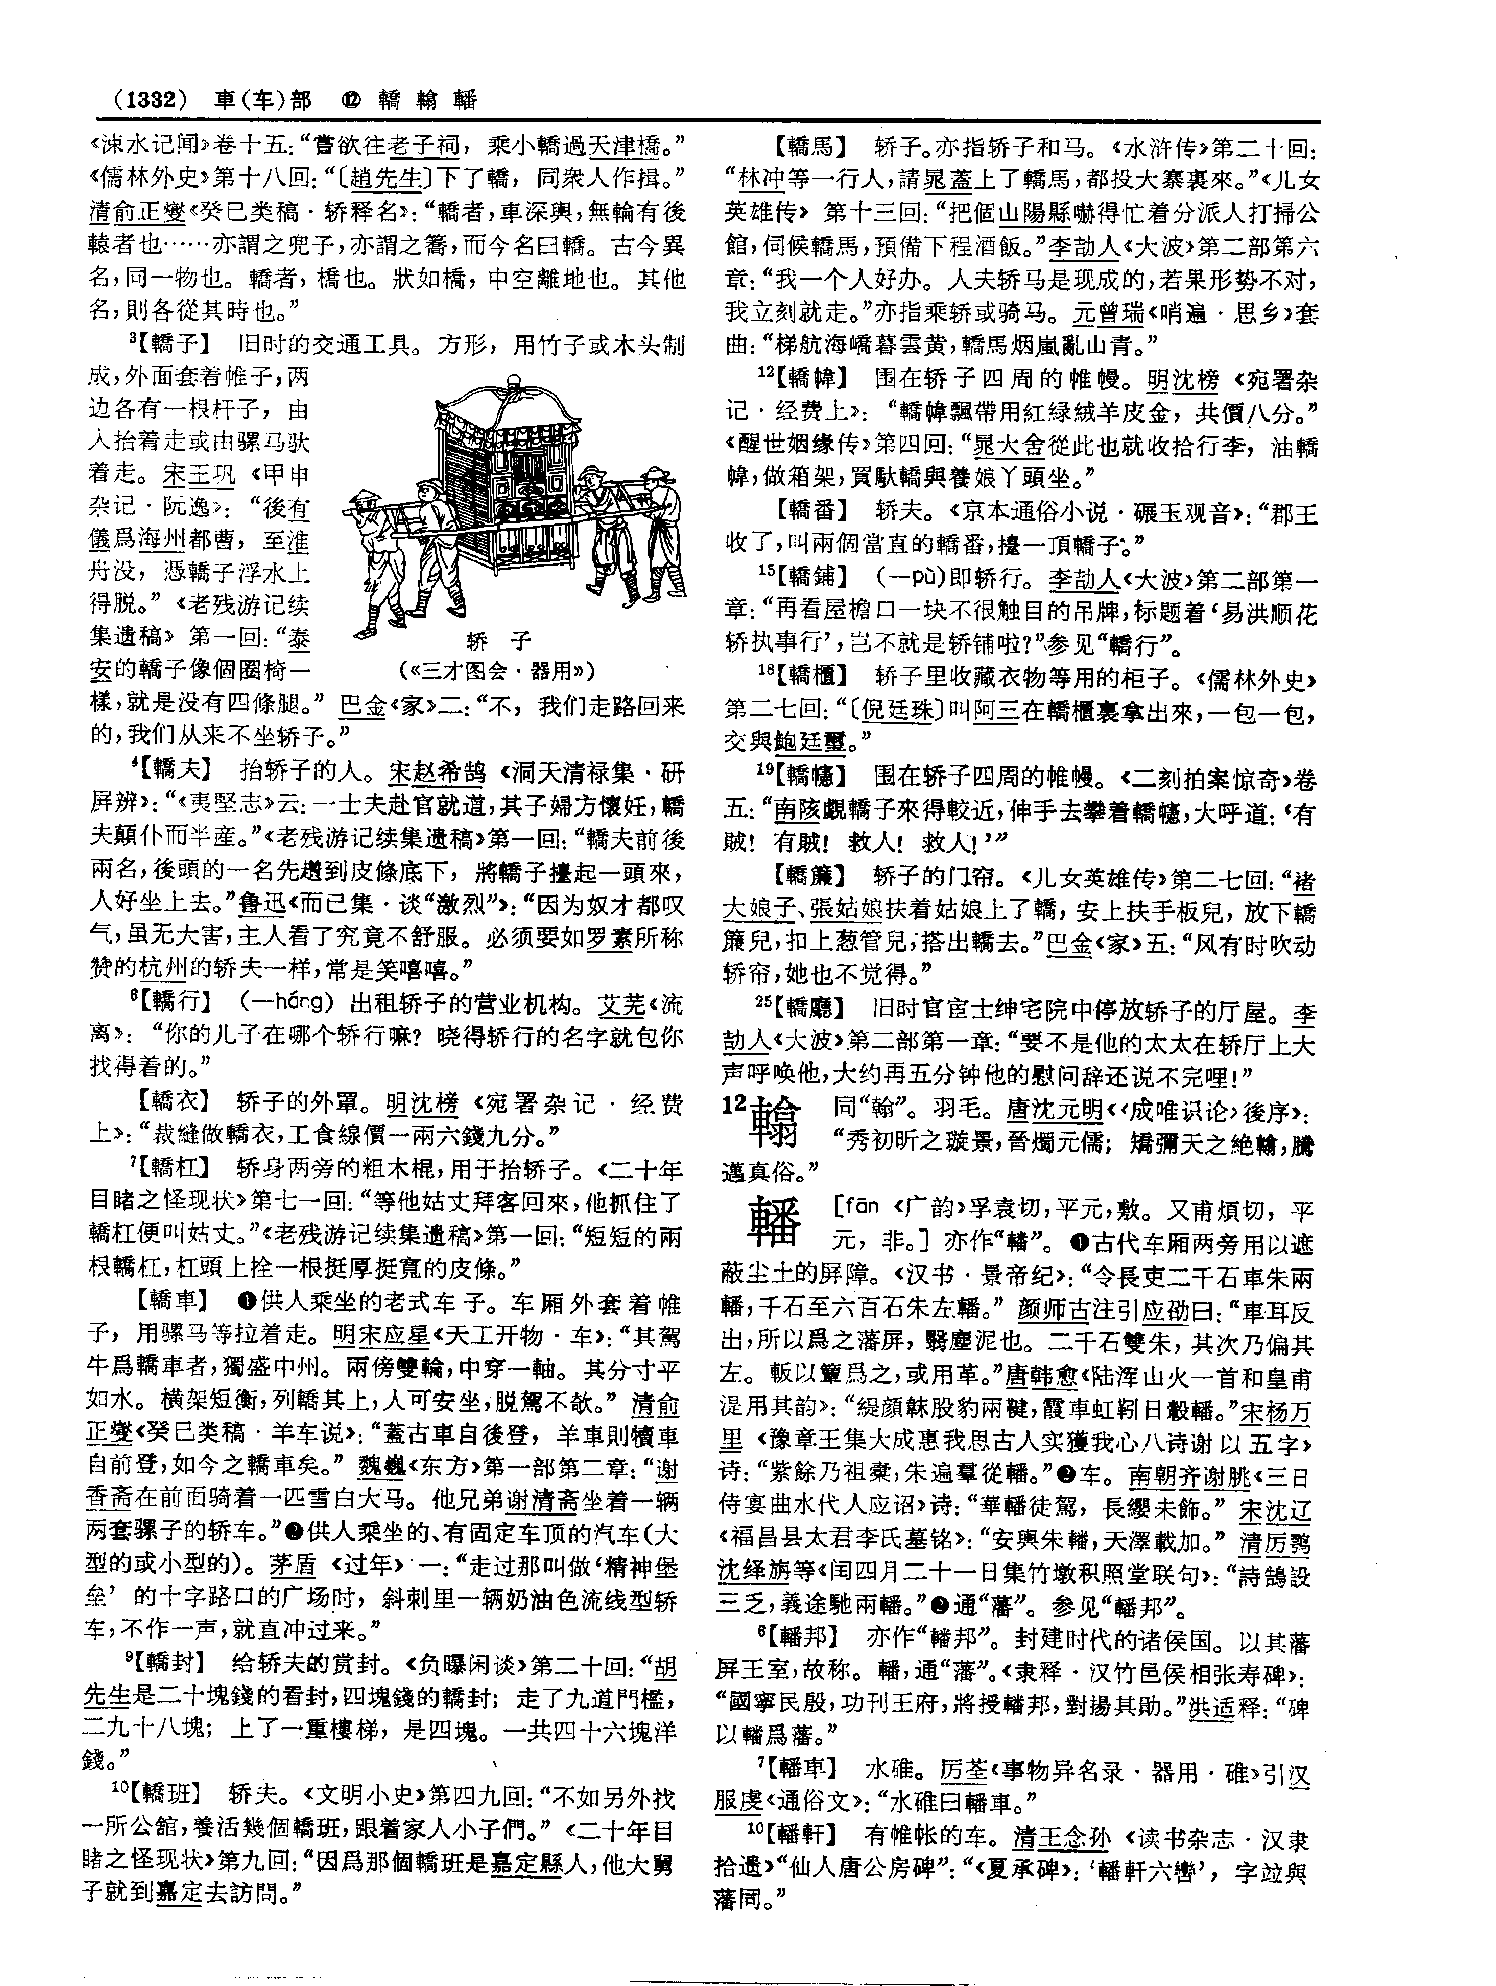 （1332） 車（车）部 ⑫ 轎 𩏼 轓
《涑水记闻》卷十五：“嘗欲往老子祠，乘小轎過天津橋。”
《儒林外史》第十八回：“〔趙先生〕下了轎，同衆人作揖。”
清俞正燮《癸巳类稿·轿释名》：“轎者，車深輿，無輪有後
轅者也……亦謂之兜子，亦謂之籌，而今名曰轎。古今異
名，同一物也。轎者，橋也。狀如橋，中空離地也。其他
名，則各從其時也。”
³【轎子】 旧时的交通工具。方形，用竹子或木头制
成，外面套着帷子，两
边各有一根杆子，由
人抬着走或由骡马驮
着走。宋王巩《甲申
杂记·阮逸》：“後有
儀爲海州都曹，至淮
舟没，憑轎子浮水上
得脱。”《老残游记续
集遗稿》第一回：“泰
安的轎子像個圈椅一
樣，就是没有四條腿。”巴金《家》二：“不，我们走路回来
的，我们从来不坐轿子。”
轿 子
（《三才图会·器用》）
⁴【轎夫】 抬轿子的人。宋赵希鹄《洞天清禄集·研
屏辨》：“《夷堅志》云：一士夫赴官就道，其子婦方懷妊，轎
夫顛仆而半産。”《老残游记续集遗稿》第一回：“轎夫前後
兩名，後頭的一名先趲到皮條底下，將轎子擡起一頭來，
人好坐上去。”鲁迅《而已集·谈“激烈”》：“因为奴才都叹
气，虽无大害，主人看了究竟不舒服。必须要如罗素所称
赞的杭州的轿夫一样，常是笑嘻嘻。”
⁶【轎行】 （—háng）出租轿子的营业机构。艾芜《流
离》：“你的儿子在哪个轿行嘛？晓得轿行的名字就包你
找得着的。”
【轎衣】 轿子的外罩。明沈榜《宛署杂记·经费
上》：“裁縫做轎衣，工食線價一兩六錢九分。”
⁷【轎杠】 轿身两旁的粗木棍，用于抬轿子。《二十年
目睹之怪现状》第七一回：“等他姑丈拜客回來，他抓住了
轎杠便叫姑丈。”《老残游记续集遗稿》第一回：“短短的兩
根轎杠，杠頭上拴一根挺厚挺寬的皮條。”
【轎車】 ❶供人乘坐的老式车子。车厢外套着帷
子，用骡马等拉着走。明宋应星《天工开物·车》：“其駕
牛爲轎車者，獨盛中州。兩傍雙輪，中穿一軸。其分寸平
如水。横架短衡，列轎其上，人可安坐，脱駕不欹。”清俞
正燮《癸巳类稿·羊车说》：“蓋古車自後登，羊車則犢車
自前登，如今之轎車矣。”魏巍《东方》第一部第二章：“谢
香斋在前面骑着一匹雪白大马。他兄弟谢清斋坐着一辆
两套骡子的轿车。”❷供人乘坐的、有固定车顶的汽车（大
型的或小型的）。茅盾《过年》一：“走过那叫做‘精神堡
垒’的十字路口的广场时，斜刺里一辆奶油色流线型轿
车，不作一声，就直冲过来。”
⁹【轎封】 给轿夫的赏封。《负曝闲谈》第二十回：“胡
先生是二十塊錢的看封，四塊錢的轎封；走了九道門檻，
二九十八塊；上了一重樓梯，是四塊。一共四十六塊洋
錢。”
¹⁰【轎班】 轿夫。《文明小史》第四九回：“不如另外找
一所公館，養活幾個轎班，跟着家人小子們。”《二十年目
睹之怪现状》第九回：“因爲那個轎班是嘉定縣人，他大舅
子就到嘉定去訪問。”
【轎馬】 轿子。亦指轿子和马。《水浒传》第二十回：
“林冲等一行人，請晁蓋上了轎馬，都投大寨裏來。”《儿女
英雄传》第十三回：“把個山陽縣嚇得忙着分派人打掃公
館，伺候轎馬，預備下程酒飯。”李劼人《大波》第二部第六
章：“我一个人好办。人夫轿马是现成的，若果形势不对，
我立刻就走。”亦指乘轿或骑马。元曾瑞《哨遍·思乡》套
曲：“梯航海嶠暮雲黄，轎馬烟嵐亂山青。”
¹²【轎幃】 围在轿子四周的帷幔。明沈榜《宛署杂
记·经费上》：“轎幃飄帶用紅緑絨羊皮金，共價八分。”
《醒世姻缘传》第四回：“晁大舍從此也就收拾行李，油轎
幃，做箱架，買馱轎與養娘丫頭坐。”
【轎番】 轿夫。《京本通俗小说·碾玉观音》：“郡王
收了，叫兩個當直的轎番，擡一頂轎子。”
¹⁵【轎鋪】 （—pù）即轿行。李劼人《大波》第二部第一
章：“再看屋檐口一块不很触目的吊牌，标题着‘易洪顺花
轿执事行’，岂不就是轿铺啦？”参见“轎行”。
¹⁸【轎櫃】 轿子里收藏衣物等用的柜子。《儒林外史》
第二七回：“〔倪廷珠〕叫阿三在轎櫃裏拿出來，一包一包，
交與鮑廷璽。”
¹⁹【轎幰】 围在轿子四周的帷幔。《二刻拍案惊奇》卷
五：“南陔覷轎子來得較近，伸手去攀着轎幰，大呼道：‘有
賊！有賊！救人！救人！’”
【轎簾】 轿子的门帘。《儿女英雄传》第二七回：“褚
大娘子、張姑娘扶着姑娘上了轎，安上扶手板兒，放下轎
簾兒，扣上葱管兒，搭出轎去。”巴金《家》五：“风有时吹动
轿帘，她也不觉得。”
²⁵【轎廳】 旧时官宦士绅宅院中停放轿子的厅屋。李
劼人《大波》第二部第一章：“要不是他的太太在轿厅上大
声呼唤他，大约再五分钟他的慰问辞还说不完哩！”
12 同“翰”。羽毛。唐沈元明《〈成唯识论〉後序》：
“秀初昕之璇景，晉燭元儒；矯彌天之絶翰，騰
邁真俗。”
轓 ［fān《广韵》孚袁切，平元，敷。又甫煩切，平
元，非。］亦作“轓”。❶古代车厢两旁用以遮
蔽尘土的屏障。《汉书·景帝纪》：“令長吏二千石車朱兩
轓，千石至六百石朱左轓。”颜师古注引应劭曰：“車耳反
出，所以爲之藩屏，翳塵泥也。二千石雙朱，其次乃偏其
左。軬以簟爲之，或用革。”唐韩愈《陆浑山火一首和皇甫
湜用其韵》：“緹顔靺股豹兩鞬，霞車虹靷日轂轓。”宋杨万
里《豫章王集大成惠我思古人实獲我心八诗谢以五字》
诗：“紫餘乃祖橐，朱遍羣從轓。”❷车。南朝齐谢朓《三日
侍宴曲水代人应诏》诗：“華轓徒駕，長纓未飾。”宋沈辽
《福昌县太君李氏墓铭》：“安輿朱轓，天澤載加。”清厉鹗
沈绎旃等《闰四月二十一日集竹墩积照堂联句》：“詩鵠設
三乏，義途馳兩轓。”❷通“藩”。参见“轓邦”。
⁶【轓邦】 亦作“轓邦”。封建时代的诸侯国。以其藩
屏王室，故称。轓，通“藩”。《隶释·汉竹邑侯相张寿碑》：
“國寧民殷，功刊王府，將授轓邦，對揚其勛。”洪适释：“碑
以轓爲藩。”
⁷【轓車】 水碓。厉荃《事物异名录·器用·碓》引汉
服虔《通俗文》：“水碓曰轓車。”
¹⁰【轓軒】 有帷帐的车。清王念孙《读书杂志·汉隶
拾遗》“仙人唐公房碑”：“《夏承碑》：‘轓軒六轡’，字竝與
藩同。”